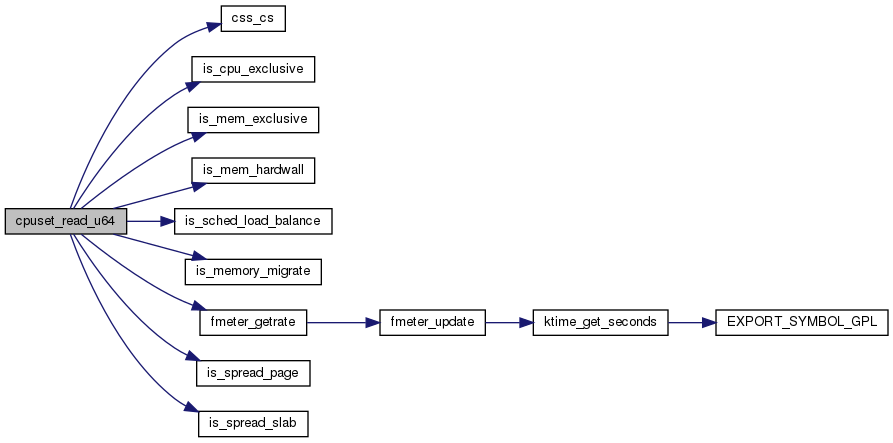 css_cs
is_cpu_exclusive
is_mem_exclusive
is_mem_hardwall
cpuset_read_u64
is_sched_load_balance
is_memory_migrate
fmeter_getrate
fmeter_update
ktime_get_seconds
EXPORT_SYMBOL_GPL
is_spread_page
is_spread_slab